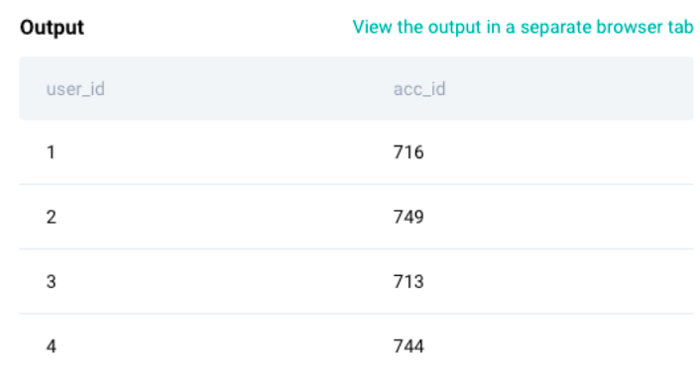 Output View the output in a separate browser tab
user_id acc_id
1 716
2 749
3 713
4 744